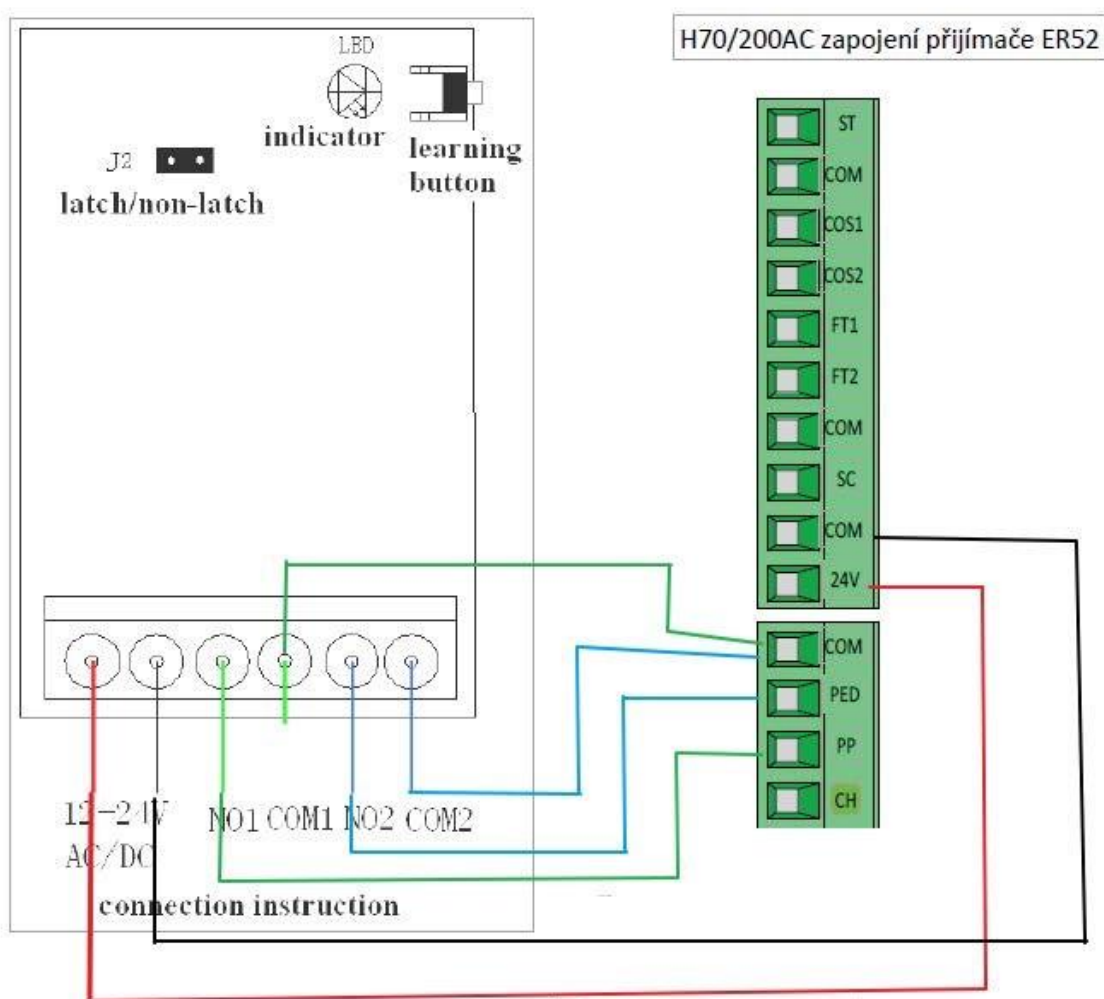 H70/200AC zapojení přijímače ER52
LBD
indicator
learning
button
J2
latch/non-latch
ST
COM
COS1
COS2
FT1
FT2
COM
SC
COM
24V
COM
PED
PP
CH
12-24V NO1 COM1 NO2 COM2
AC/DC
connection instruction